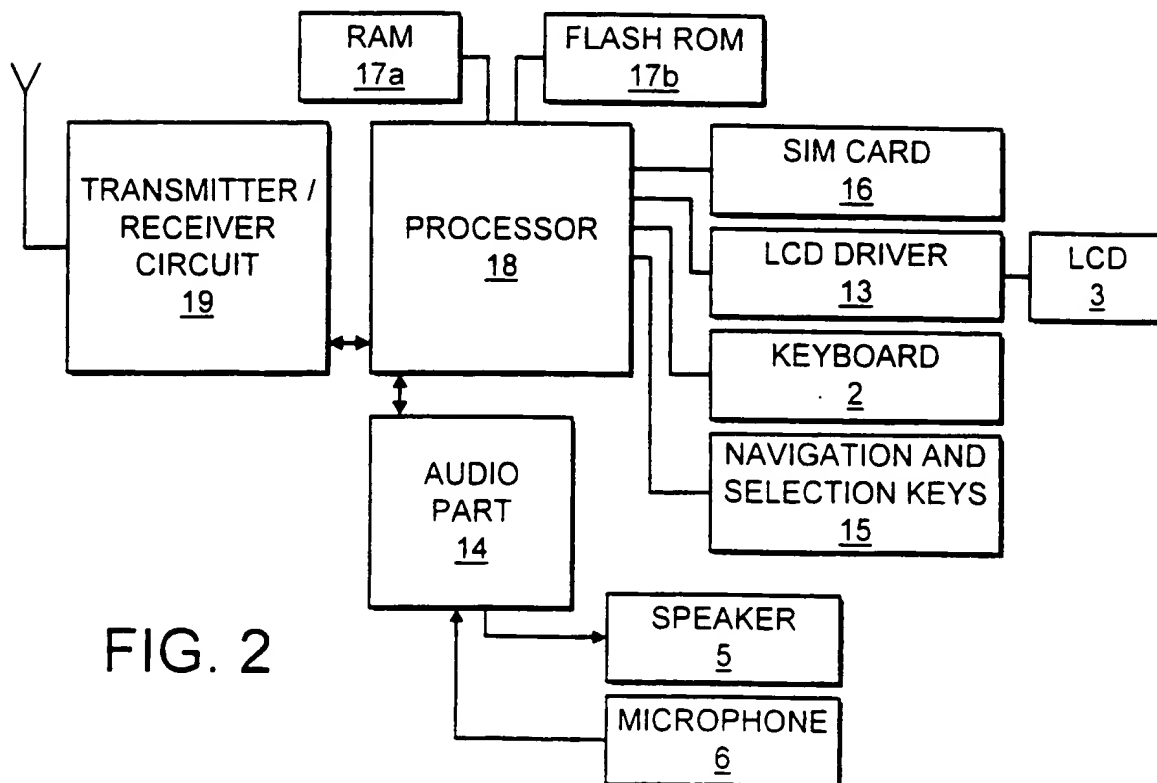 RAM
17a
FLASH ROM
17b
TRANSMITTER /
RECEIVER
CIRCUIT
19
PROCESSOR
18
SIM CARD
16
LCD DRIVER
13
LCD
3
KEYBOARD
2
NAVIGATION AND
SELECTION KEYS
15
AUDIO
PART
14
SPEAKER
5
MICROPHONE
6
FIG. 2